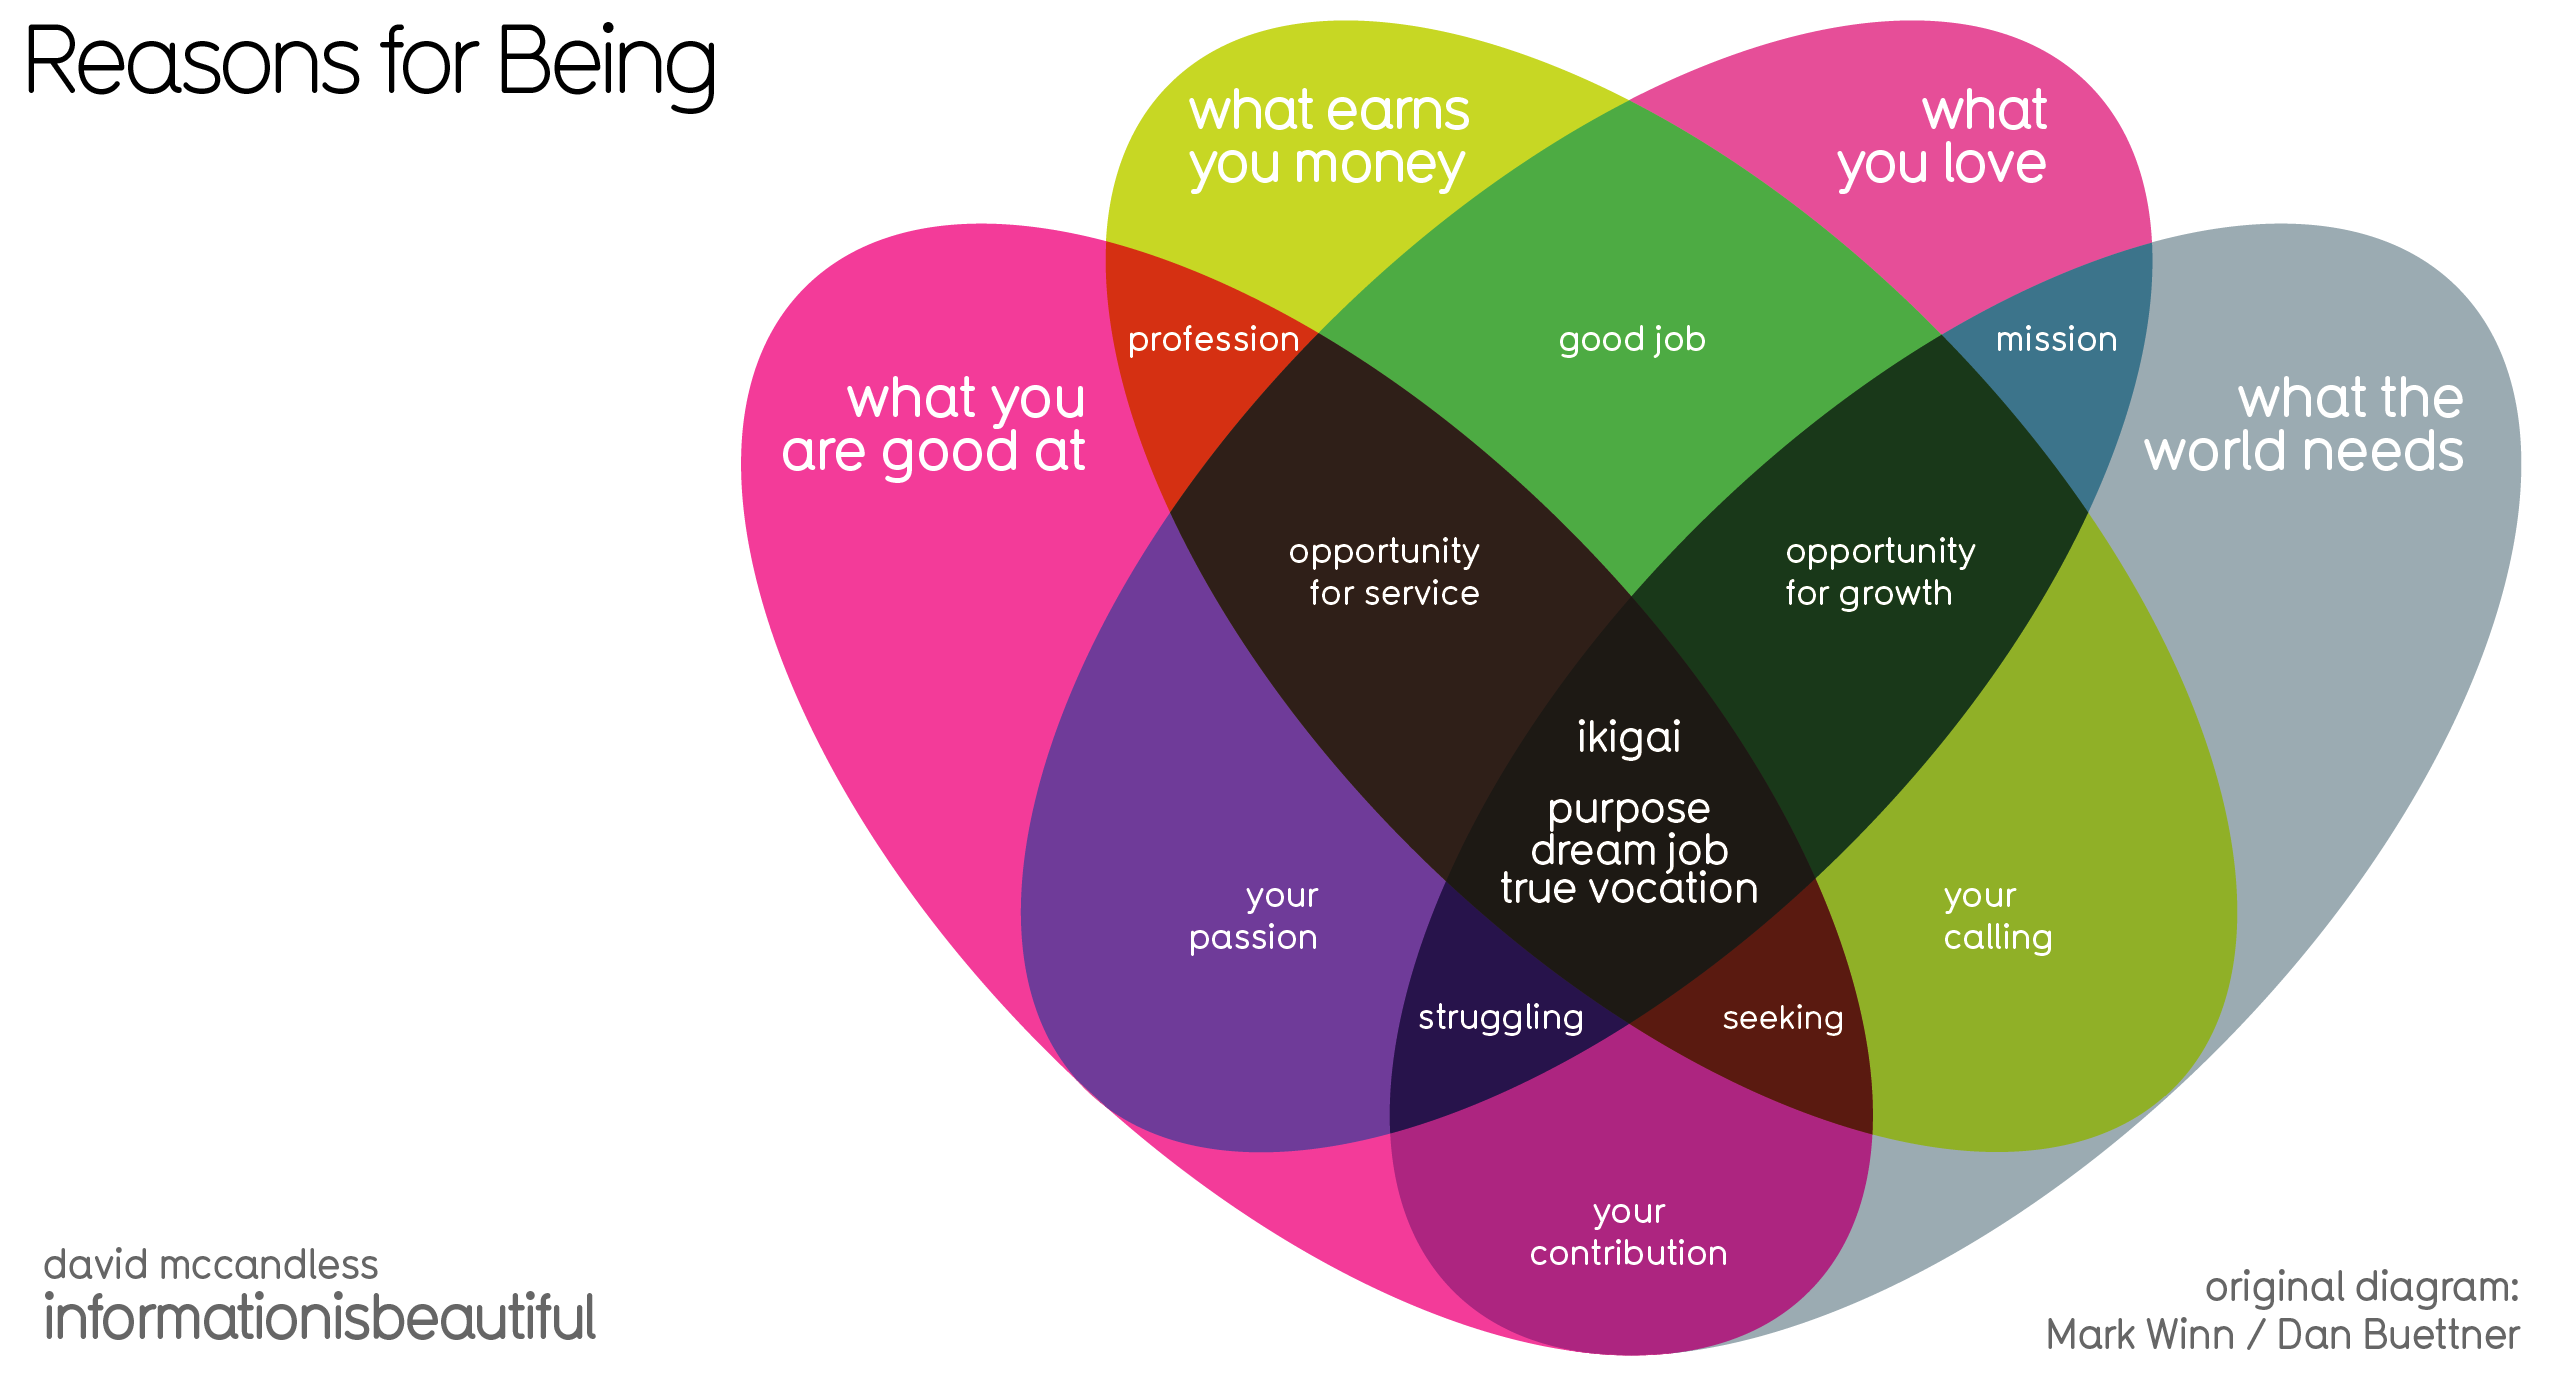 Reasons for Being
what earns
you money
what
you love
what you
are good at
what the
world needs
profession
good job
mission
opportunity
for service
opportunity
for growth
ikigai
purpose
dream job
true vocation
your
passion
your
calling
struggling
seeking
your
contribution
david mccandless
informationisbeautiful
original diagram:
Mark Winn / Dan Buettner